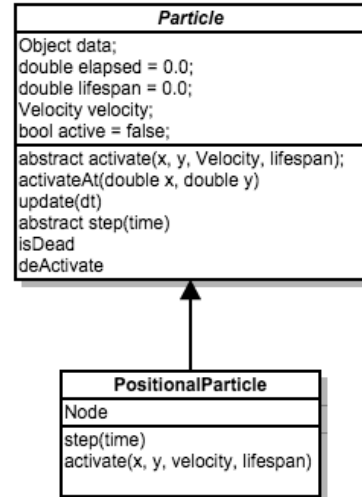 Particle
Object data;
double elapsed = 0.0;
double lifespan = 0.0;
Velocity velocity;
bool active = false;
abstract activate(x, y, Velocity, lifespan);
activateAt(double x, double y)
update(dt)
abstract step(time)
isDead
deActivate
PositionalParticle
Node
step(time)
activate(x, y, velocity, lifespan)